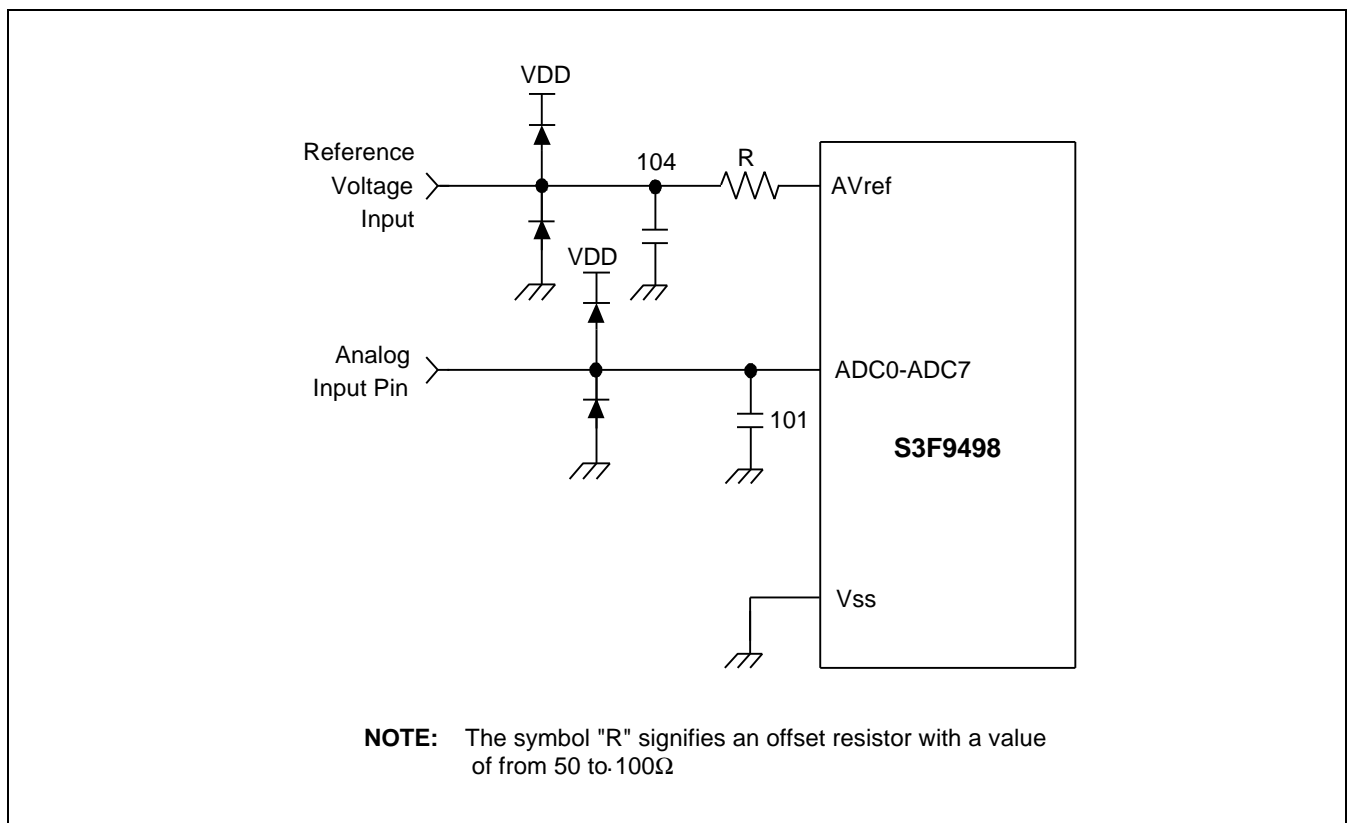 VDD
Reference
Voltage
Input
104
R
AVref
VDD
Analog
Input Pin
ADC0-ADC7
101
S3F9498
Vss
NOTE: The symbol "R" signifies an offset resistor with a value
of from 50 to 100Ω